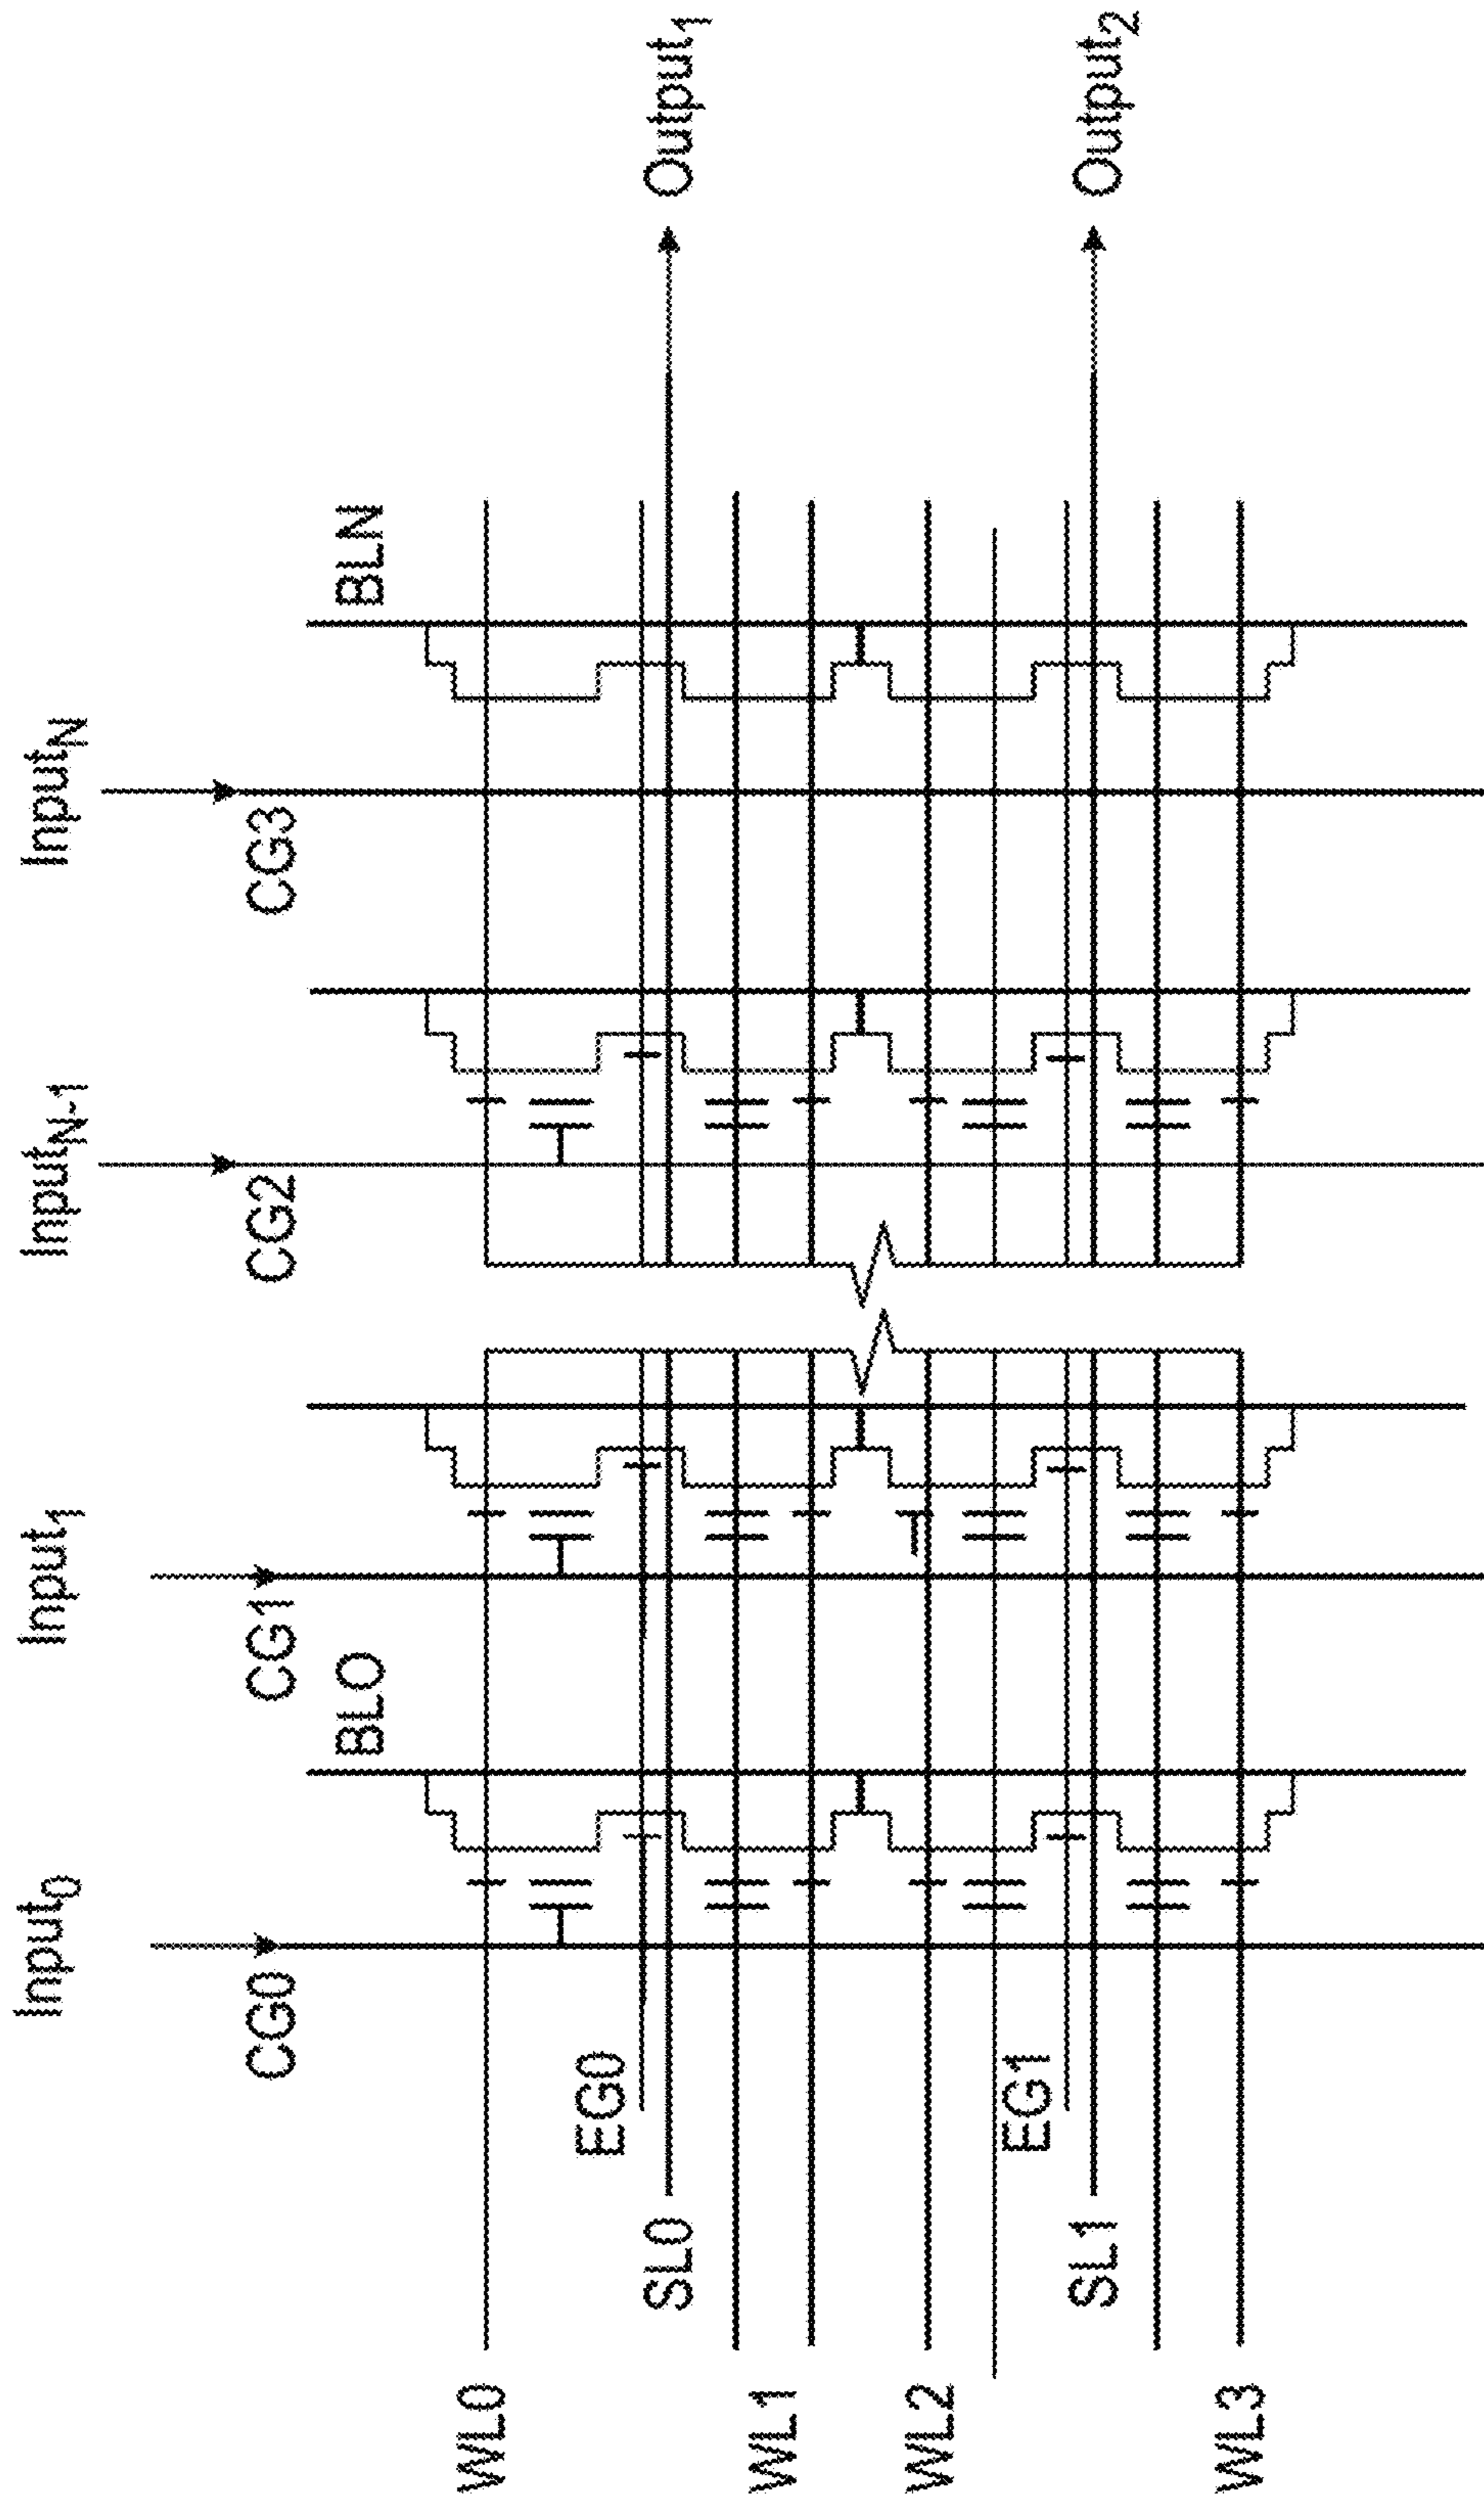 Input0
Input1
InputN-1
InputN
CG0
CG1
CG2
CG3
BLO
BLN
WL0
EG0
SL0
Output1
WL1
WL2
EG1
SL1
Output2
WL3